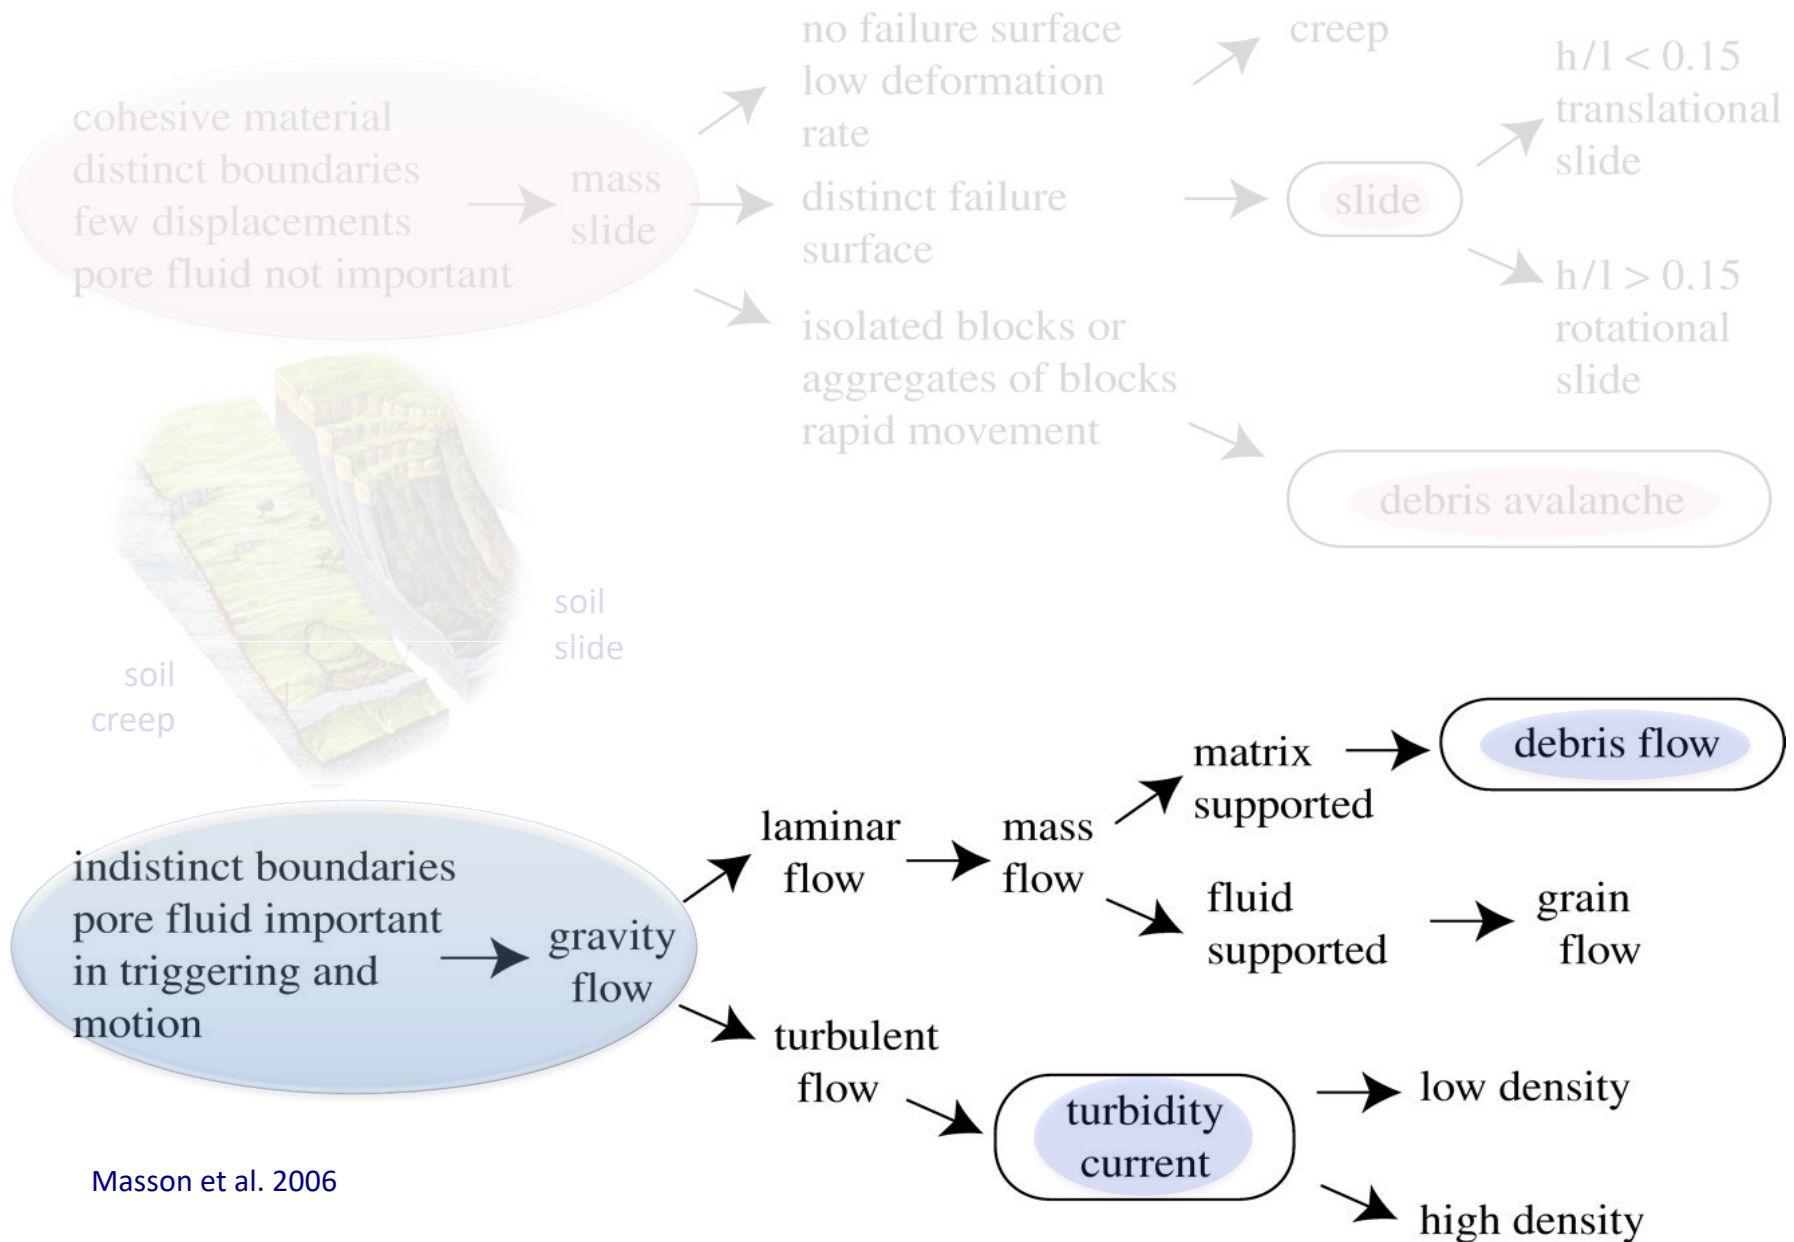 cohesive material
distinct boundaries
few displacements
pore fluid not important
mass
slide
no failure surface
low deformation
rate
creep
distinct failure
surface
slide
h/l < 0.15
translational
slide
h/l > 0.15
rotational
slide
isolated blocks or
aggregates of blocks
rapid movement
debris avalanche
soil
slide
soil
creep
indistinct boundaries
pore fluid important
in triggering and
motion
gravity
flow
laminar
flow
mass
flow
matrix
supported
debris flow
fluid
supported
grain
flow
turbulent
flow
turbidity
current
low density
high density
Masson et al. 2006